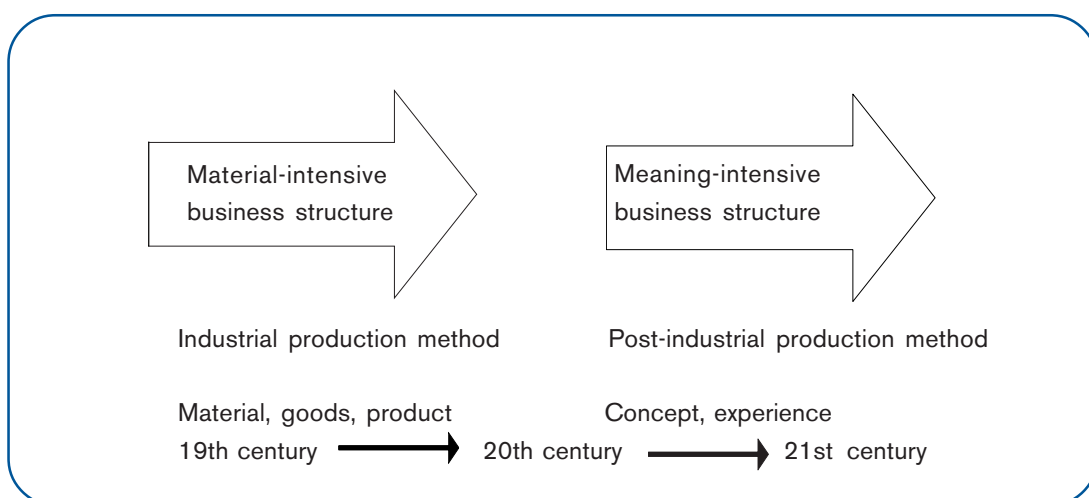 Material-intensive
business structure
Meaning-intensive
business structure
Industrial production method
Post-industrial production method
Material, goods, product
Concept, experience
19th century
20th century
21st century